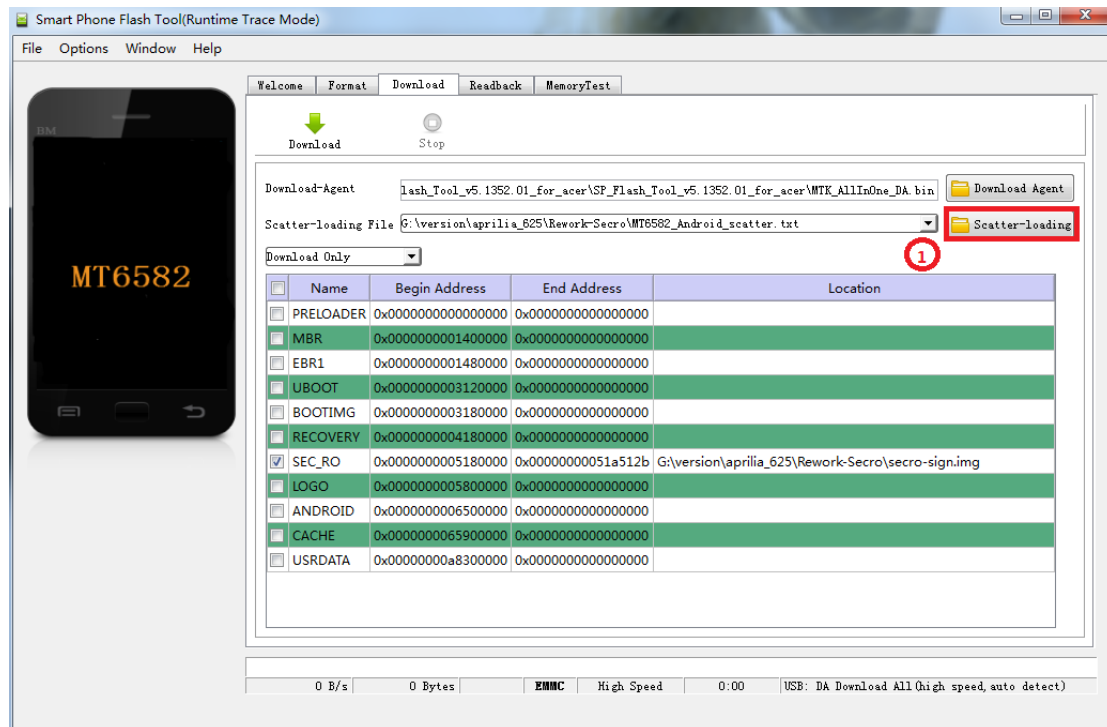 Smart Phone Flash Tool(Runtime Trace Mode)
File Options Window Help
Welcome Format Download Readback MemoryTest
BM
Download Stop
Download-Agent lash_Tool_v5.1352.01_for_acer\SP_Flash_Tool_v5.1352.01_for_acer\MTK_AllInOne_DA.bin Download Agent
Scatter-loading File G:\version\aprilia_625\Rework-Secro\MT6582_Android_scatter.txt Scatter-loading
1
Download Only
MT6582
Name Begin Address End Address Location
PRELOADER 0x0000000000000000 0x0000000000000000
MBR 0x0000000001400000 0x0000000000000000
EBR1 0x0000000001480000 0x0000000000000000
UBOOT 0x0000000003120000 0x0000000000000000
BOOTIMG 0x0000000003180000 0x0000000000000000
RECOVERY 0x0000000004180000 0x0000000000000000
SEC_RO 0x0000000005180000 0x00000000051a512b G:\version\aprilia_625\Rework-Secro\secro-sign.img
LOGO 0x0000000005800000 0x0000000000000000
ANDROID 0x0000000006500000 0x0000000000000000
CACHE 0x0000000065900000 0x0000000000000000
USRDATA 0x00000000a8300000 0x0000000000000000
0 B/s 0 Bytes EMMC High Speed 0:00 USB: DA Download All(high speed,auto detect)